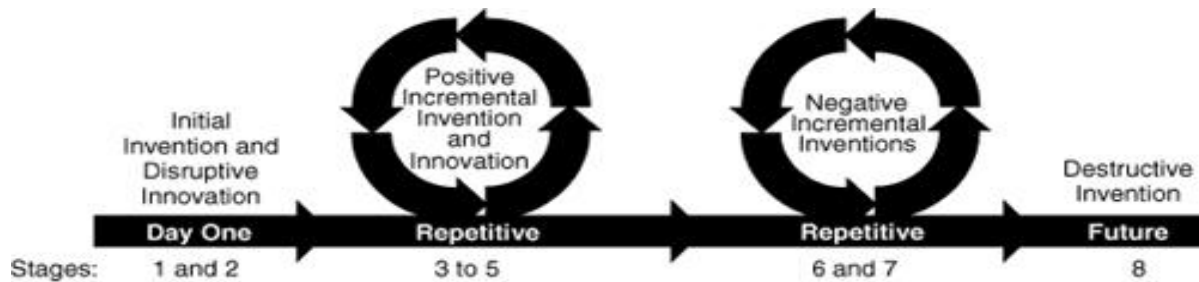 Initial
Invention and
Disruptive
Innovation
Positive
Incremental
Invention
and
Innovation
Negative
Incremental
Inventions
Destructive
Invention
Day One
Repetitive
Repetitive
Future
Stages:
1 and 2
3 to 5
6 and 7
8